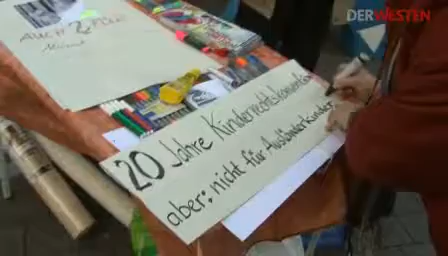 DERWESTEN
20 Jahre Kinderrechtskonvention
aber: nicht für Ausländerkinder